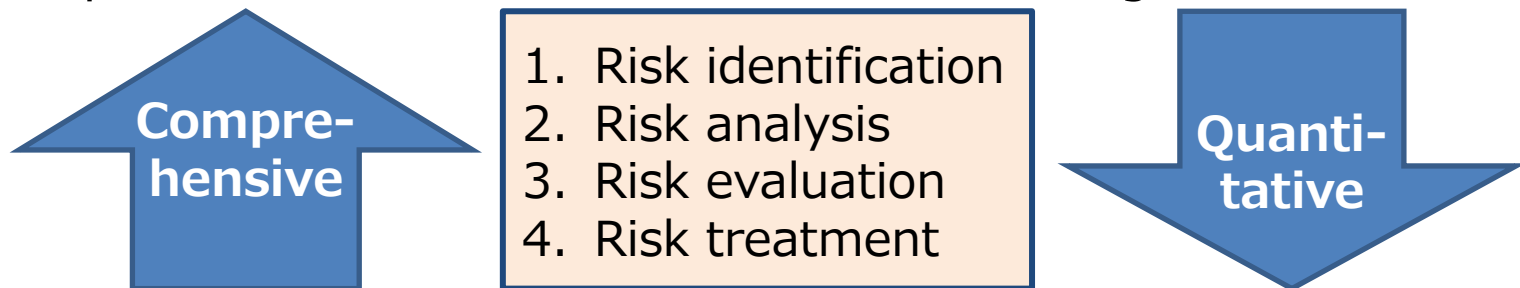 Compre-
hensive
1. Risk identification
2. Risk analysis
3. Risk evaluation
4. Risk treatment
Quanti-
tative